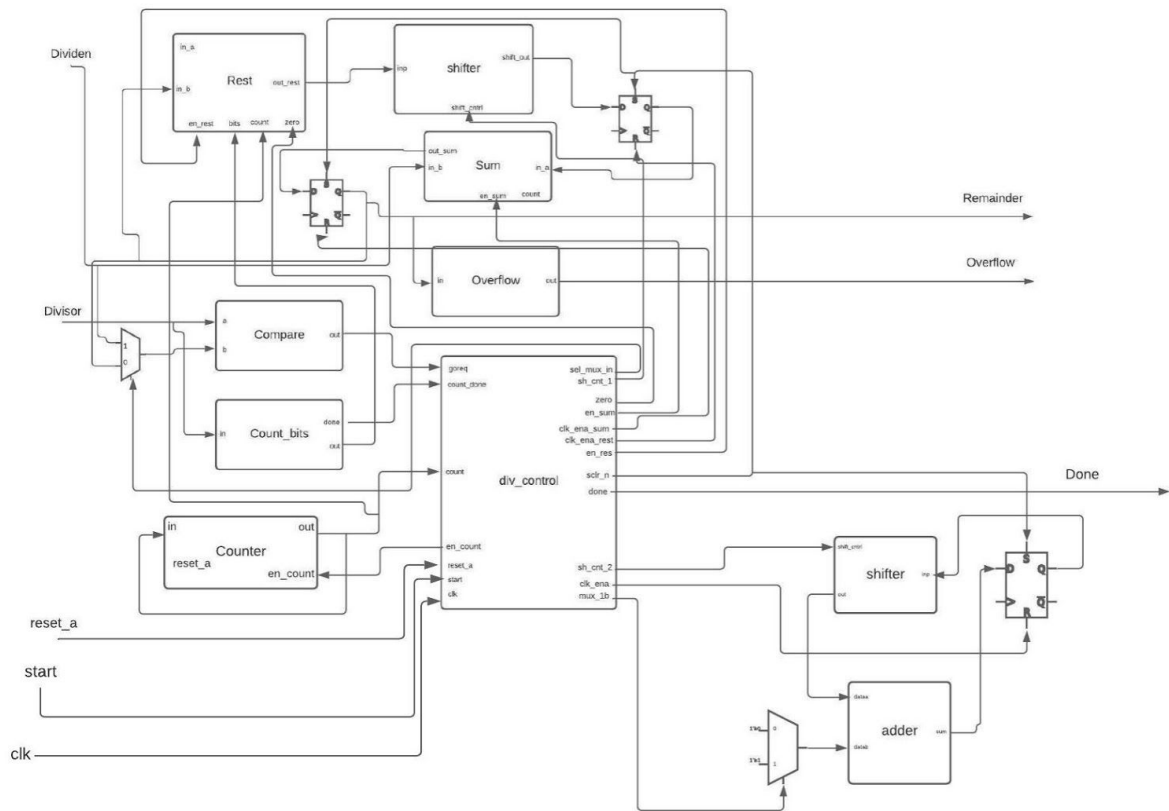 Dividen
in_a
in_b
Rest
out_rest
en_rest
bits
count
zero
inp
shifter
shift_out
shift_cntrl
D
S
Q
Q
R
out_sum
in_b
Sum
in_a
en_sum
count
D
S
Q
Q
R
Remainder
in
Overflow
out
Overflow
Divisor
1
0
a
b
Compare
out
in
Count_bits
done
out
goreq
count_done
count
div_control
en_count
reset_a
start
clk
sel_mux_in
sh_cnt_1
zero
en_sum
clk_ena_sum
clk_ena_rest
en_res
sclr_n
done
sh_cnt_2
clk_ena
mux_1b
Done
in
out
Counter
reset_a
en_count
shift_cntrl
shifter
inp
out
D
S
Q
Q
R
reset_a
start
clk
0
1
dataa
adder
sum
datab